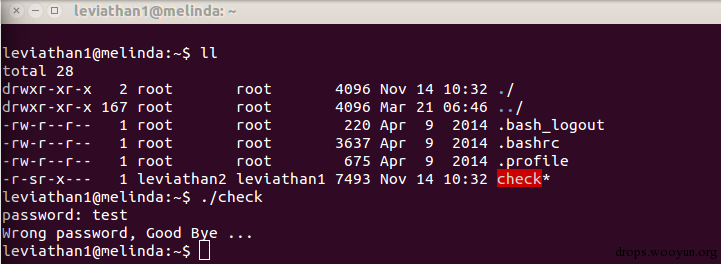 leviathan1@melinda: ~
leviathan1@melinda:~$ ll
total 28
drwxr-xr-x   2 root       root       4096 Nov 14 10:32 ./
drwxr-xr-x 167 root       root       4096 Mar 21 06:46 ../
-rw-r--r--   1 root       root        220 Apr  9  2014 .bash_logout
-rw-r--r--   1 root       root       3637 Apr  9  2014 .bashrc
-rw-r--r--   1 root       root        675 Apr  9  2014 .profile
-r-sr-x---   1 leviathan2 leviathan1 7493 Nov 14 10:32 check*
leviathan1@melinda:~$ ./check
password: test
Wrong password, Good Bye ...
leviathan1@melinda:~$
drops.wooyun.org